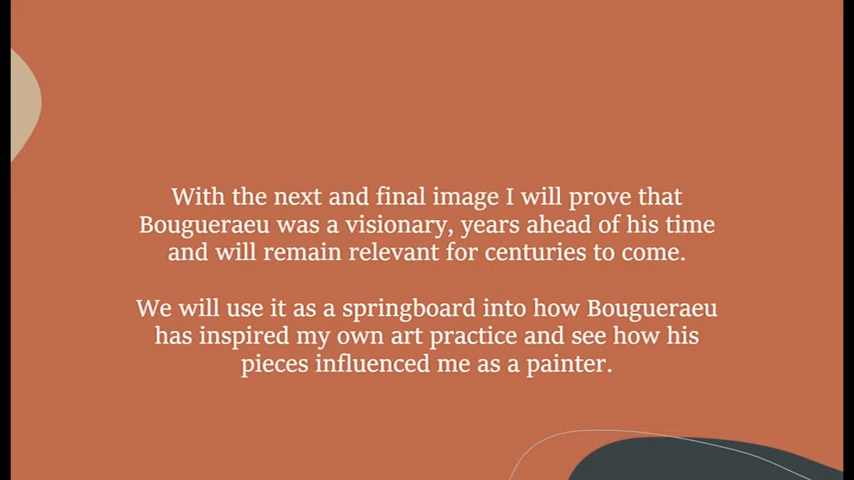 With the next and final image I will prove that
Bougueraeu was a visionary, years ahead of his time
and will remain relevant for centuries to come.
We will use it as a springboard into how Bougueraeu
has inspired my own art practice and see how his
pieces influenced me as a painter.